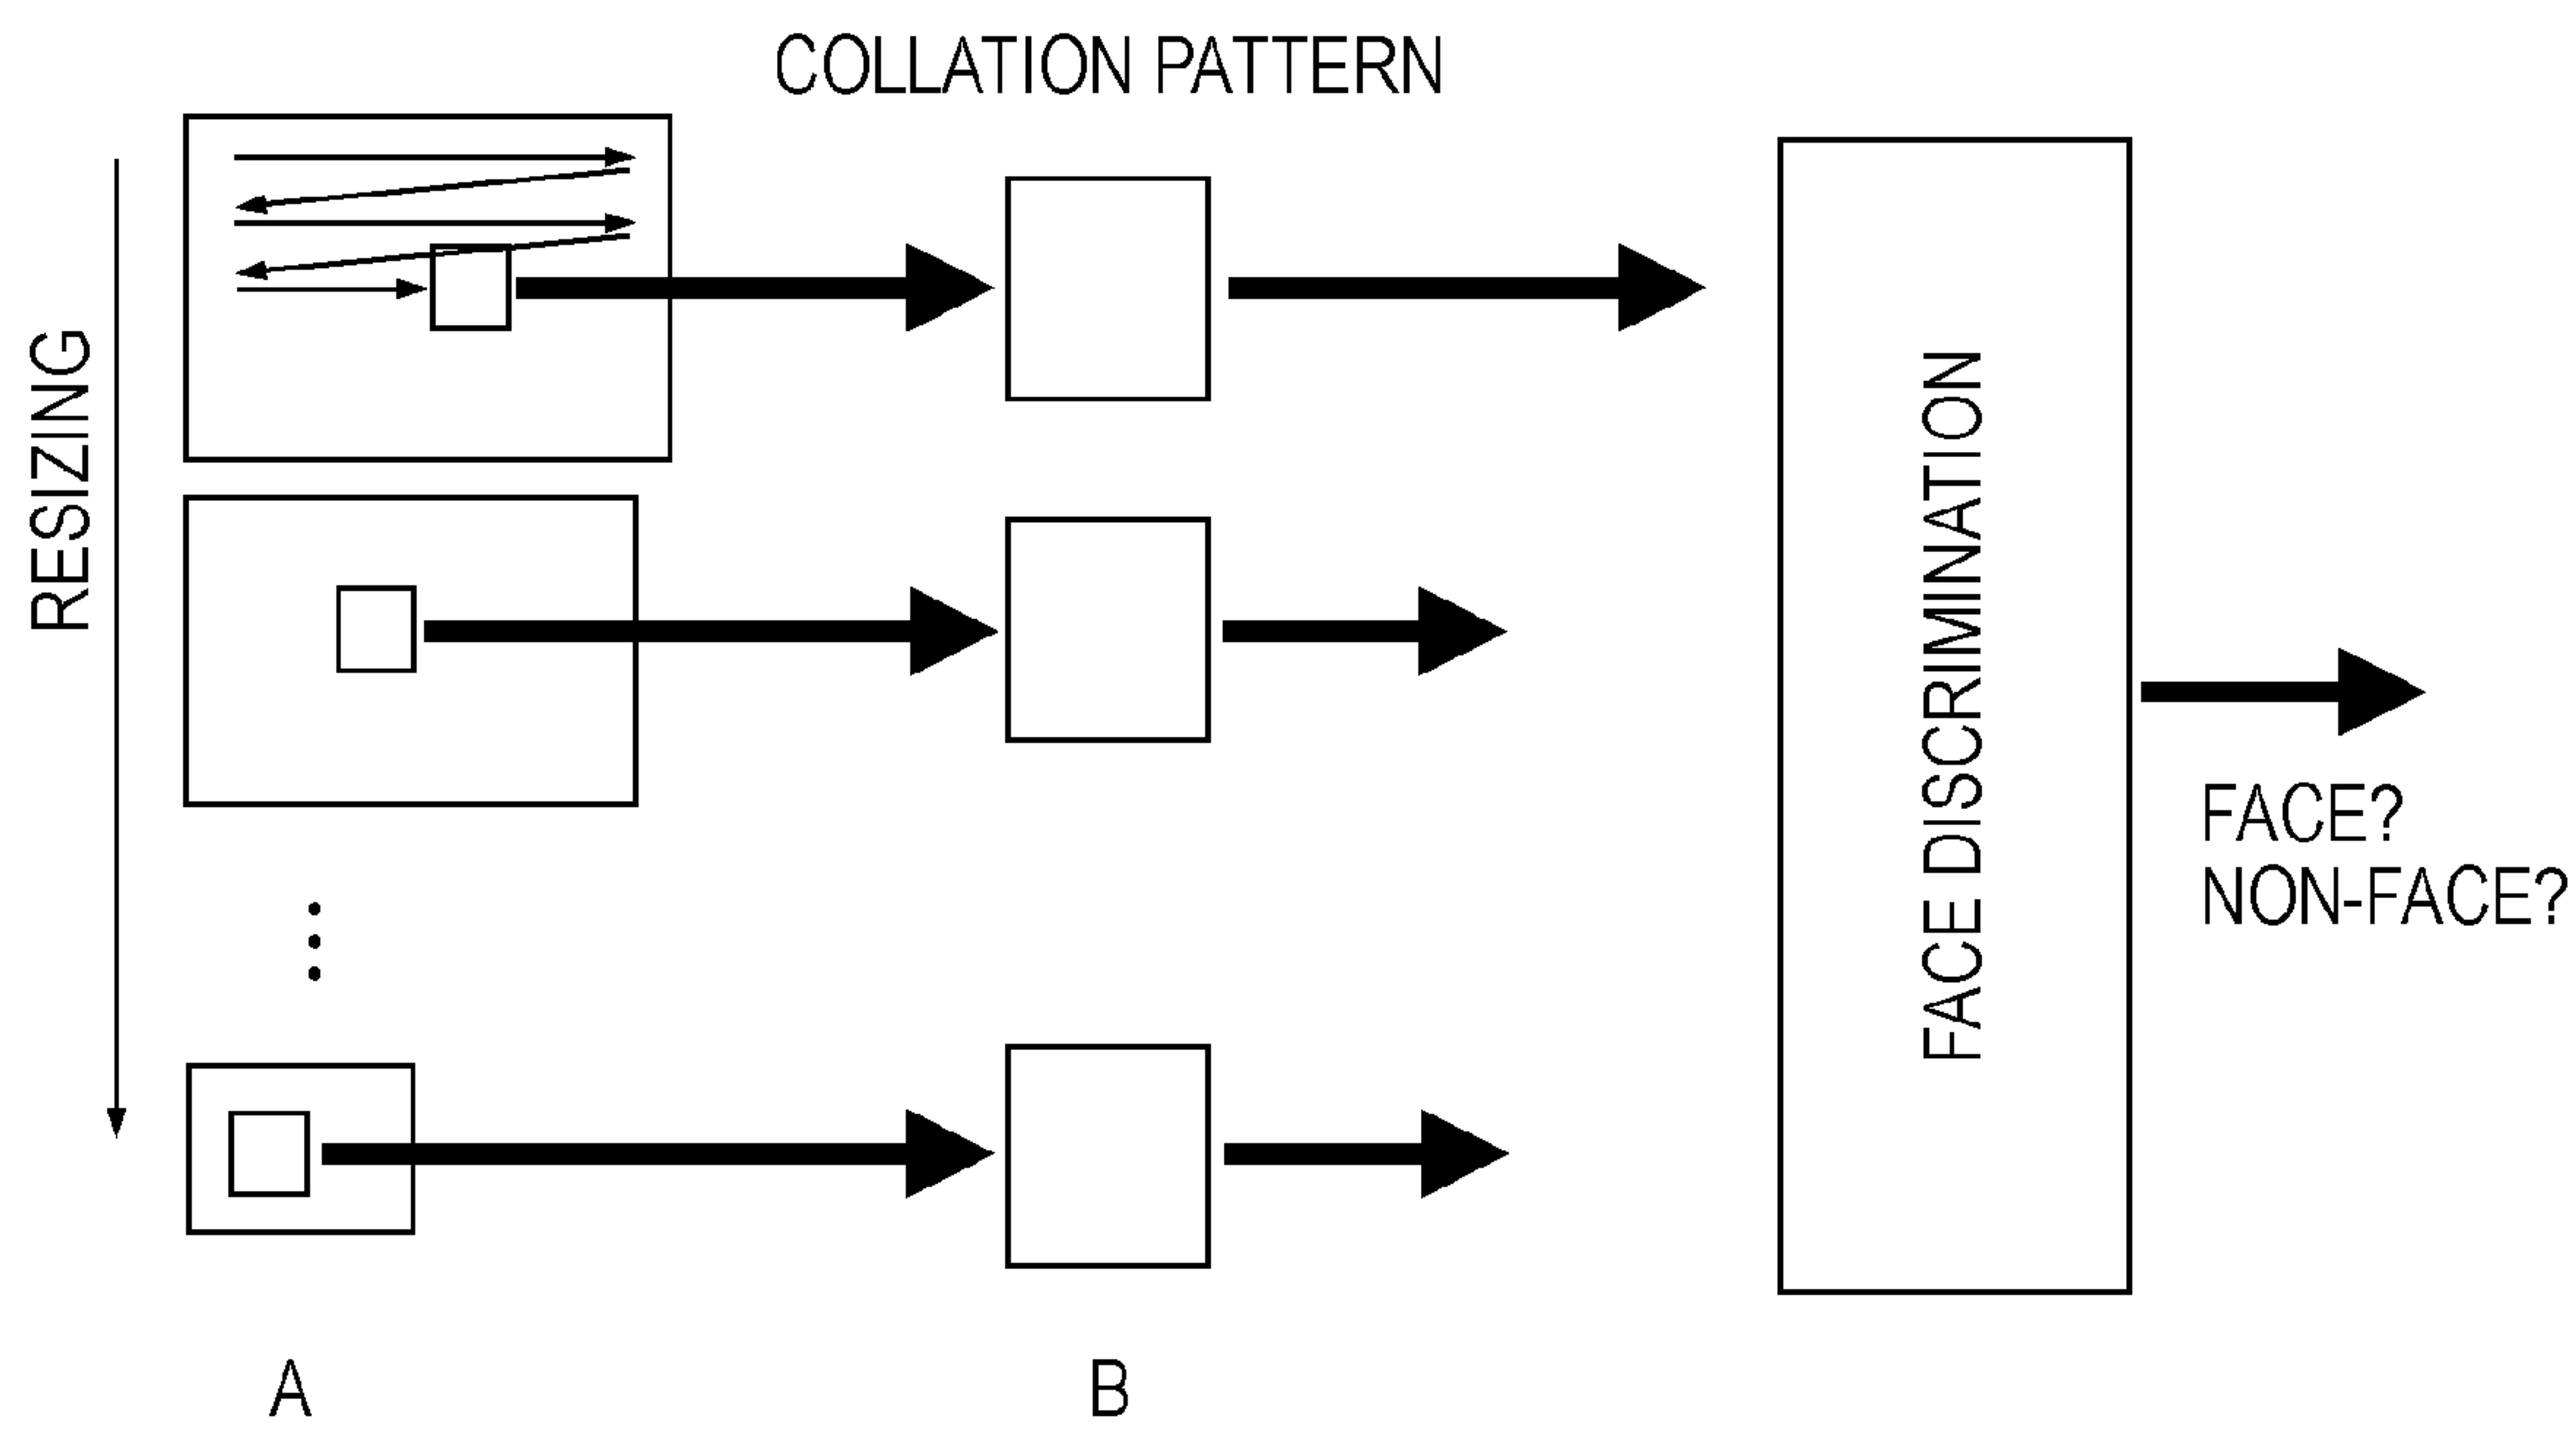 COLLATION PATTERN
RESIZING
FACE DISCRIMINATION
FACE?
NON-FACE?
A
B